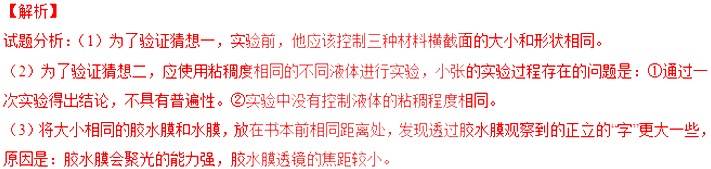 【解析】
试题分析：（1）为了验证猜想一，实验前，他应该控制三种材料横截面的大小和形状相同。
（2）为了验证猜想二，应使用粘稠度相同的不同液体进行实验，小张的实验过程存在的问题是：①通过一
次实验得出结论，不具有普遍性。②实验中没有控制液体的粘稠程度相同。
（3）将大小相同的胶水膜和水膜，放在书本前相同距离处，发现透过胶水膜观察到的正立的“字”更大一些，
原因是：胶水膜会聚光的能力强，胶水膜透镜的焦距较小。